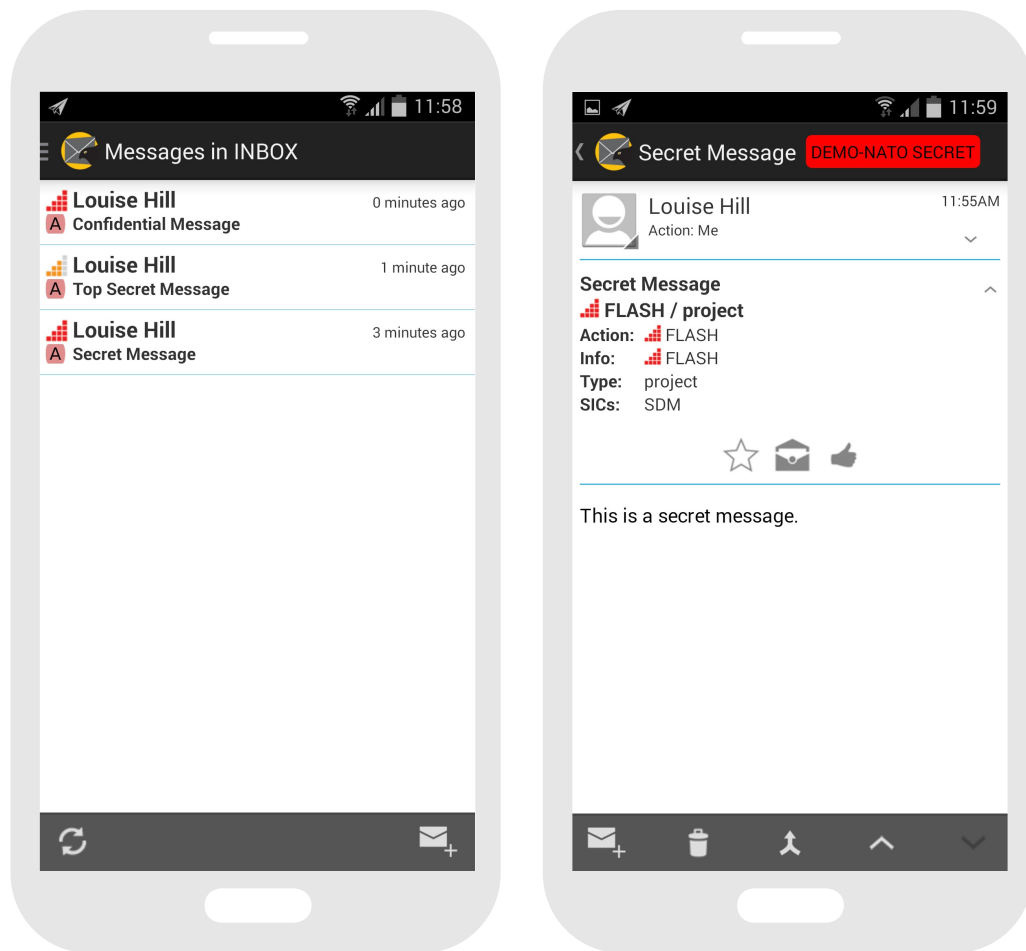 11:58
Messages in INBOX
Louise Hill 0 minutes ago
A Confidential Message
Louise Hill 1 minute ago
A Top Secret Message
Louise Hill 3 minutes ago
A Secret Message
11:59
Secret Message DEMO-NATO SECRET
Louise Hill 11:55AM
Action: Me
Secret Message
FLASH / project
Action: FLASH
Info: FLASH
Type: project
SICs: SDM
This is a secret message.